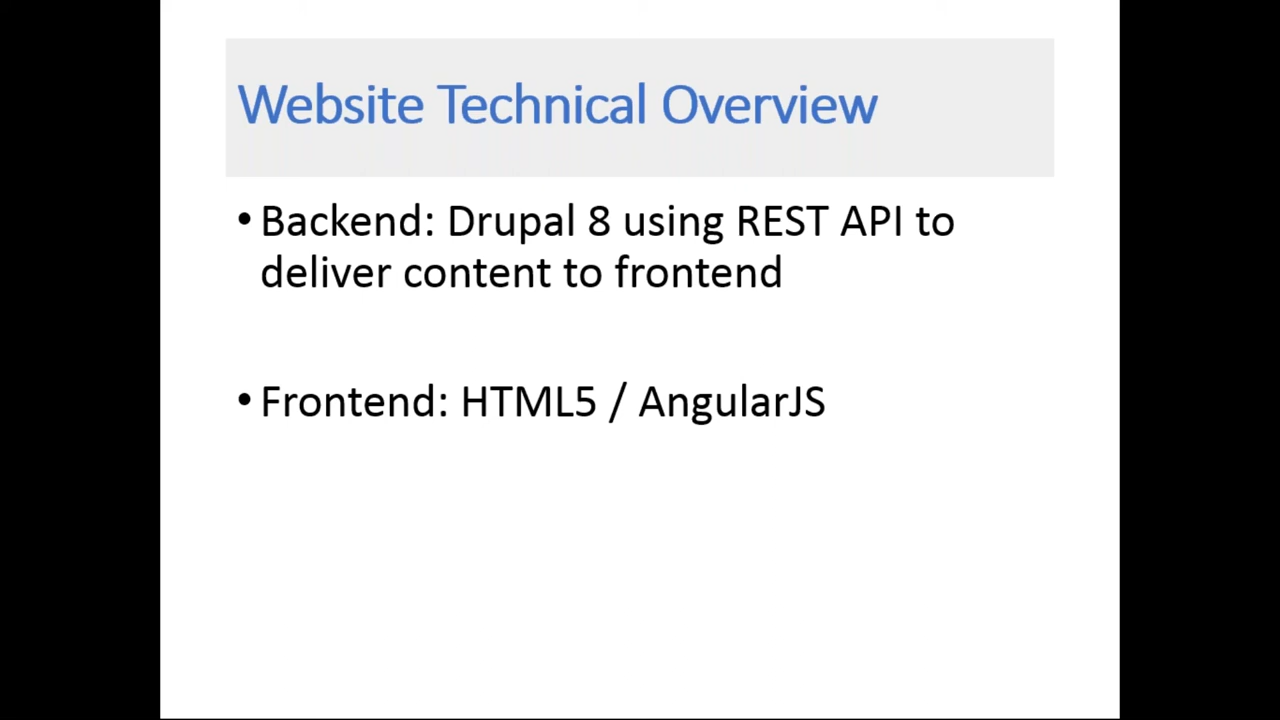 Website Technical Overview
• Backend: Drupal 8 using REST API to
deliver content to frontend
• Frontend: HTML5 / AngularJS